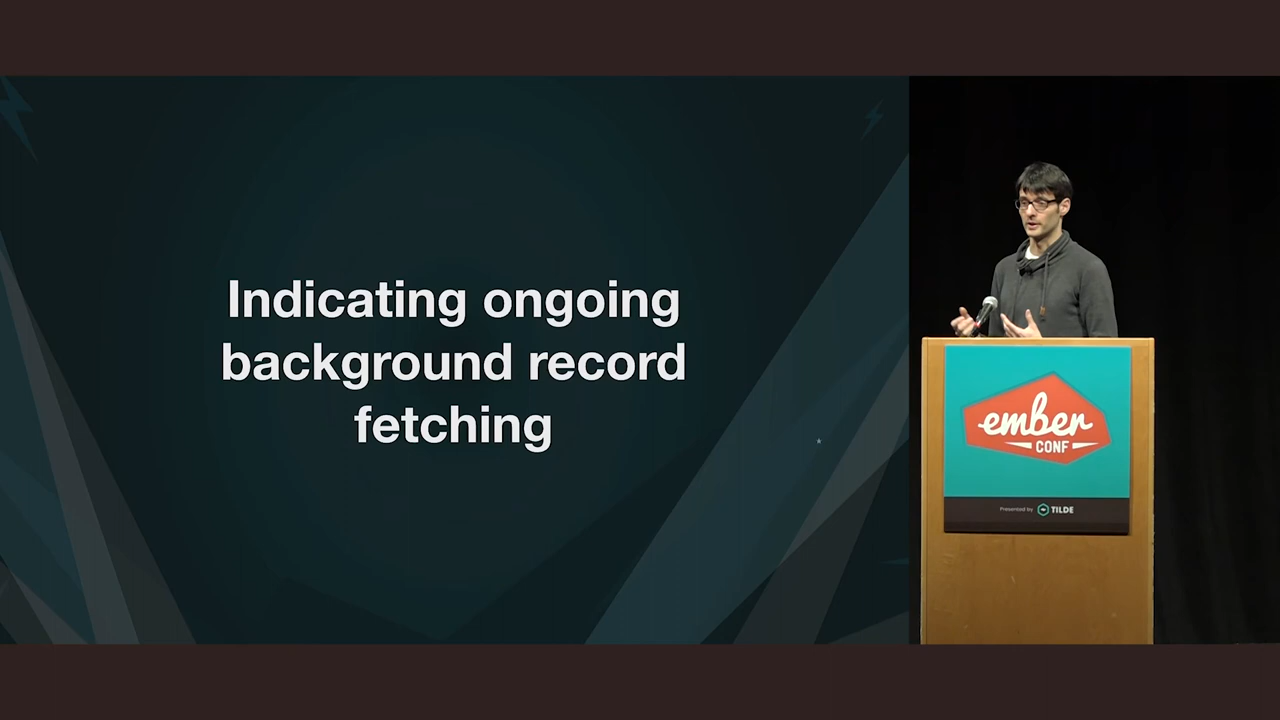 Indicating ongoing
background record
fetching
ember
CONF
Presented by TILDE